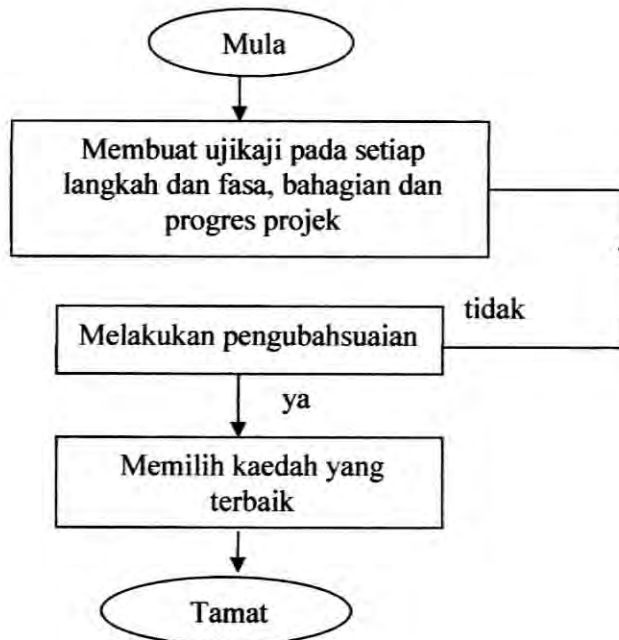 Mula
Membuat ujikaji pada setiap
langkah dan fasa, bahagian dan
progres projek
tidak
Melakukan pengubahsuaian
ya
Memilih kaedah yang
terbaik
Tamat